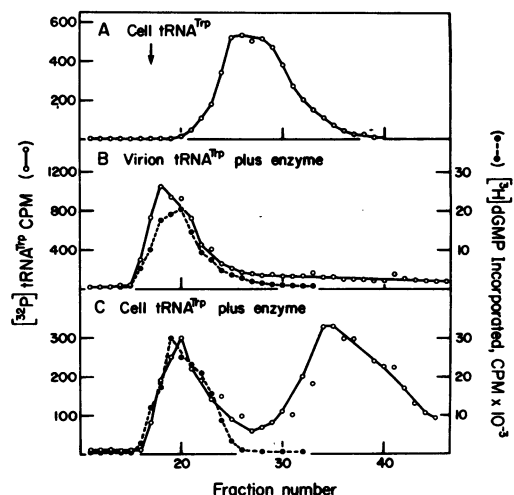 600
400
200
A Cell tRNA^Trp
B Virion tRNA^Trp plus enzyme
1200
800
400
30
20
10
C Cell tRNA^Trp plus enzyme
300
200
100
30
20
10
20 30 40
Fraction number
[³²P] tRNA^Trp CPM (o—o)
(•--•) [³H]dGMP Incorporated, CPM x 10⁻³